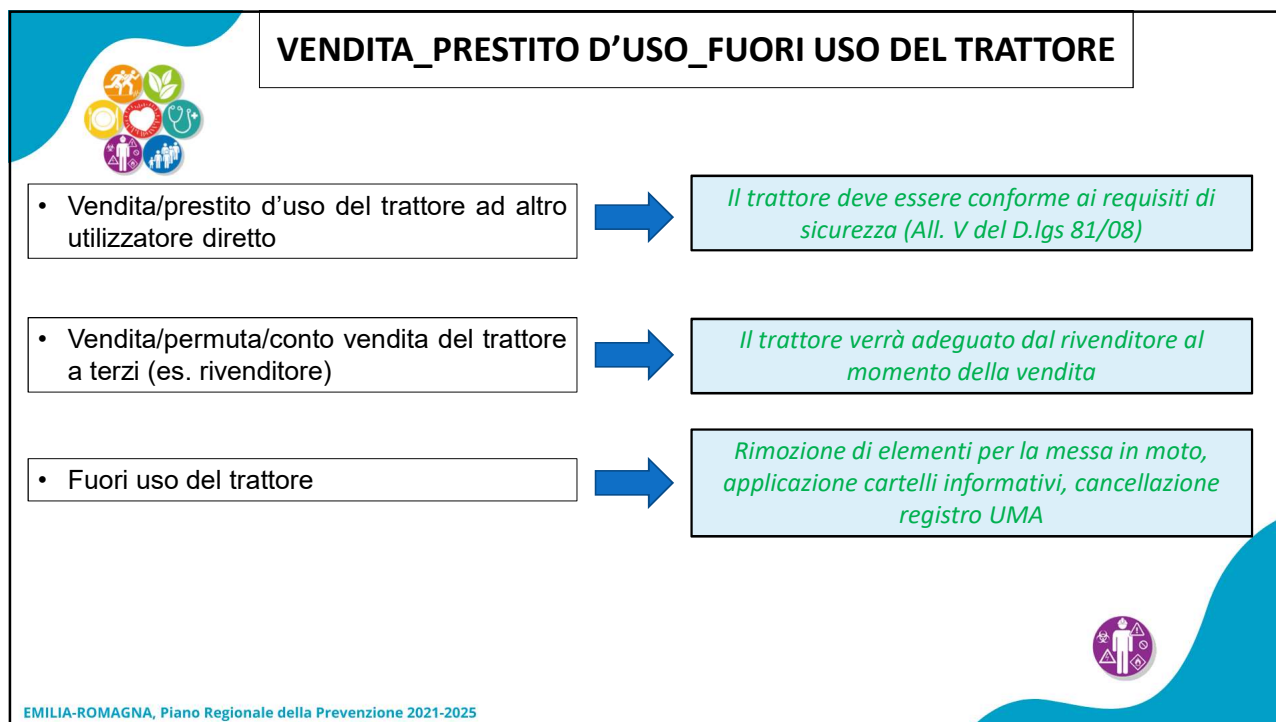 VENDITA_PRESTITO D’USO_FUORI USO DEL TRATTORE
• Vendita/prestito d’uso del trattore ad altro
utilizzatore diretto
Il trattore deve essere conforme ai requisiti di
sicurezza (All. V del D.lgs 81/08)
• Vendita/permuta/conto vendita del trattore
a terzi (es. rivenditore)
Il trattore verrà adeguato dal rivenditore al
momento della vendita
• Fuori uso del trattore
Rimozione di elementi per la messa in moto,
applicazione cartelli informativi, cancellazione
registro UMA
EMILIA-ROMAGNA, Piano Regionale della Prevenzione 2021-2025